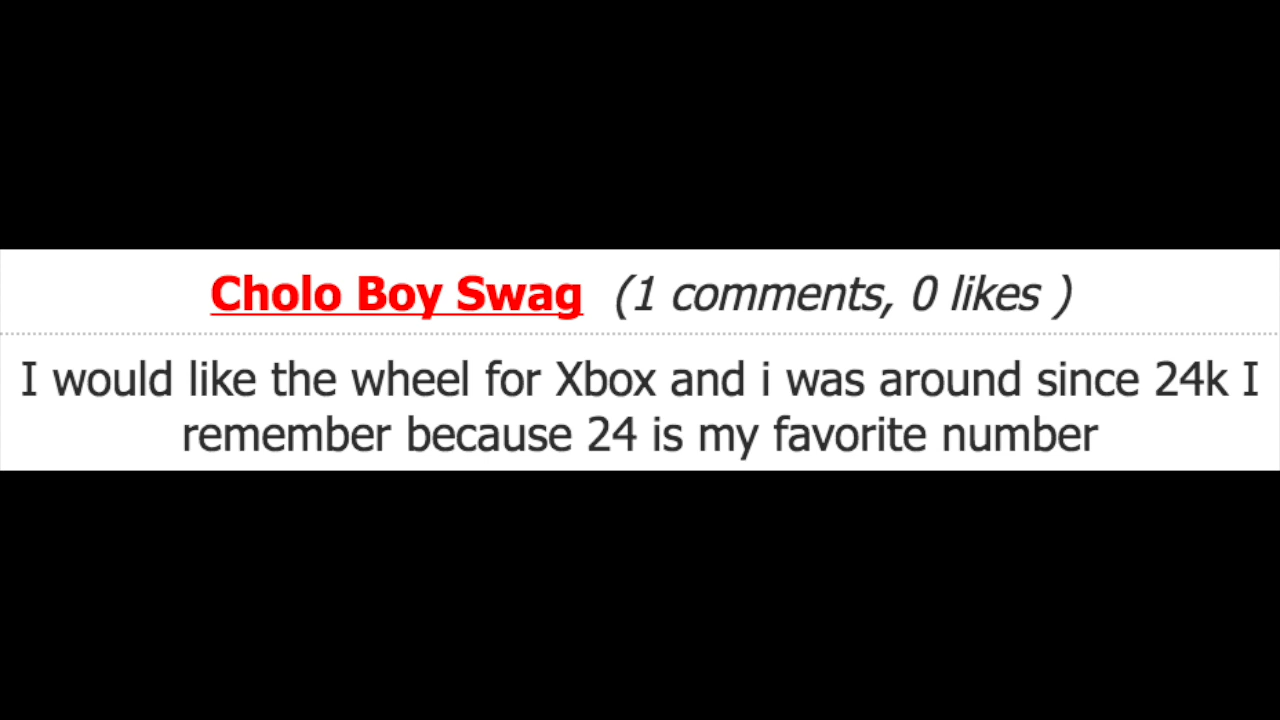 Cholo Boy Swag (1 comments, 0 likes )
I would like the wheel for Xbox and i was around since 24k I
remember because 24 is my favorite number